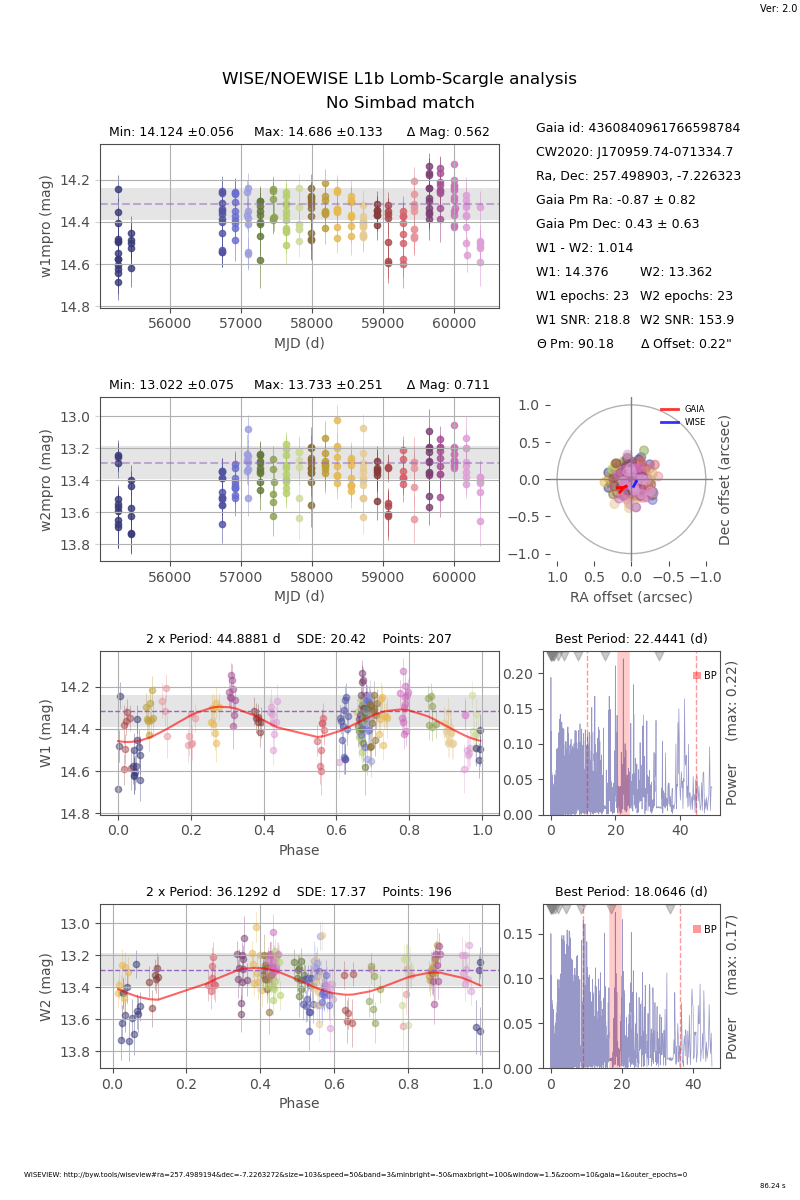 Ver: 2.0
WISE/NOEWISE L1b Lomb-Scargle analysis
No Simbad match
Min: 14.124 ±0.056 Max: 14.686 ±0.133 Δ Mag: 0.562
14.2
14.4
14.6
14.8
w1mpro (mag)
56000 57000 58000 59000 60000
MJD (d)
Gaia id: 4360840961766598784
CW2020: J170959.74-071334.7
Ra, Dec: 257.498903, -7.226323
Gaia Pm Ra: -0.87 ± 0.82
Gaia Pm Dec: 0.43 ± 0.63
W1 - W2: 1.014
W1: 14.376 W2: 13.362
W1 epochs: 23 W2 epochs: 23
W1 SNR: 218.8 W2 SNR: 153.9
Θ Pm: 90.18 Δ Offset: 0.22"
Min: 13.022 ±0.075 Max: 13.733 ±0.251 Δ Mag: 0.711
13.0
13.2
13.4
13.6
13.8
w2mpro (mag)
56000 57000 58000 59000 60000
MJD (d)
GAIA
WISE
1.0
0.5
0.0
−0.5
−1.0
1.0 0.5 0.0 −0.5 −1.0
RA offset (arcsec)
Dec offset (arcsec)
2 x Period: 44.8881 d SDE: 20.42 Points: 207
14.2
14.4
14.6
14.8
W1 (mag)
0.0 0.2 0.4 0.6 0.8 1.0
Phase
Best Period: 22.4441 (d)
BP
0.20
0.15
0.10
0.05
0.00
0 20 40
Power (max: 0.22)
2 x Period: 36.1292 d SDE: 17.37 Points: 196
13.0
13.2
13.4
13.6
13.8
W2 (mag)
0.0 0.2 0.4 0.6 0.8 1.0
Phase
Best Period: 18.0646 (d)
BP
0.15
0.10
0.05
0.00
0 20 40
Power (max: 0.17)
WISEVIEW: http://byw.tools/wiseview#ra=257.4989194&dec=-7.2263272&size=103&speed=50&band=3&minbright=-50&maxbright=100&window=1.5&zoom=10&gaia=1&outer_epochs=0
86.24 s